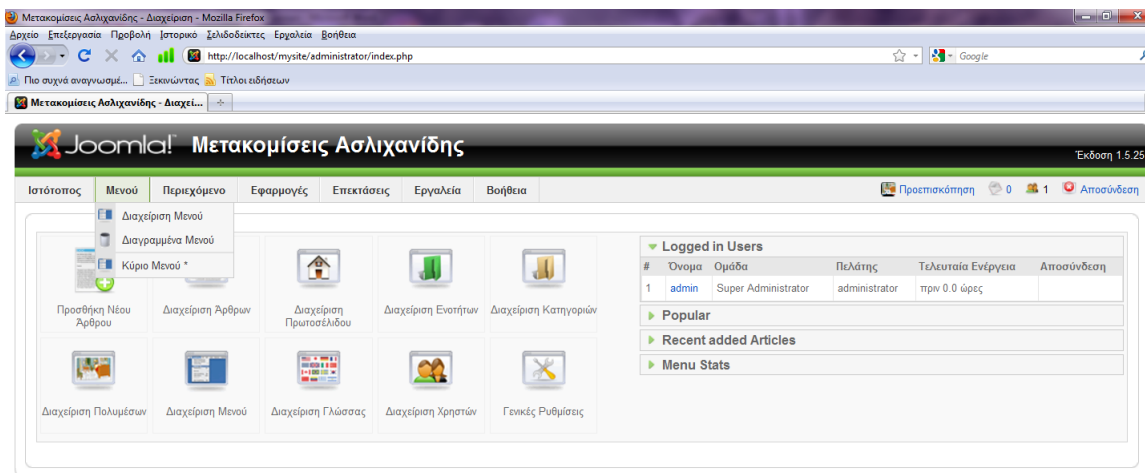 Μετακομίσεις Ασλιχανίδης - Διαχείριση - Mozilla Firefox
Αρχείο Επεξεργασία Προβολή Ιστορικό Σελιδοδείκτες Εργαλεία Βοήθεια
http://localhost/mysite/administrator/index.php
Google
Πιο συχνά αναγνωσμέ... Ξεκινώντας Τίτλοι ειδήσεων
Μετακομίσεις Ασλιχανίδης - Διαχεί...
Joomla! Μετακομίσεις Ασλιχανίδης
Έκδοση 1.5.25
Ιστότοπος Μενού Περιεχόμενο Εφαρμογές Επεκτάσεις Εργαλεία Βοήθεια
Προεπισκόπηση 0 1 Αποσύνδεση
Διαχείριση Μενού
Διαγραμμένα Μενού
Κύριο Μενού *
Προσθήκη Νέου Άρθρου
Διαχείριση Άρθρων
Διαχείριση Πρωτοσέλιδου
Διαχείριση Ενοτήτων
Διαχείριση Κατηγοριών
Διαχείριση Πολυμέσων
Διαχείριση Μενού
Διαχείριση Γλώσσας
Διαχείριση Χρηστών
Γενικές Ρυθμίσεις
Logged in Users
# Όνομα Ομάδα Πελάτης Τελευταία Ενέργεια Αποσύνδεση
1 admin Super Administrator administrator πριν 0.0 ώρες
Popular
Recent added Articles
Menu Stats